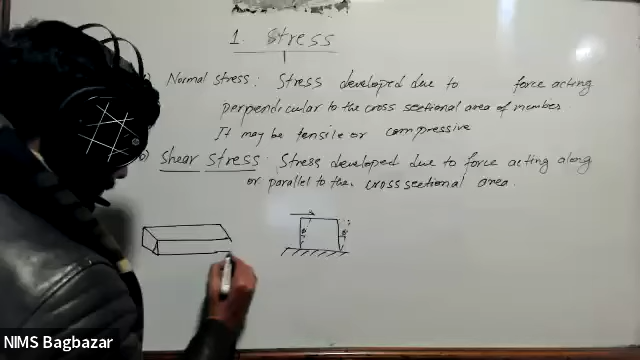 1. Stress
Normal stress: Stress developed due to force acting
perpendicular to the cross sectional area of member.
It may be tensile or compressive
b) Shear Stress: Stress developed due to force acting along
or parallel to the cross sectional area.
NIMS Bagbazar